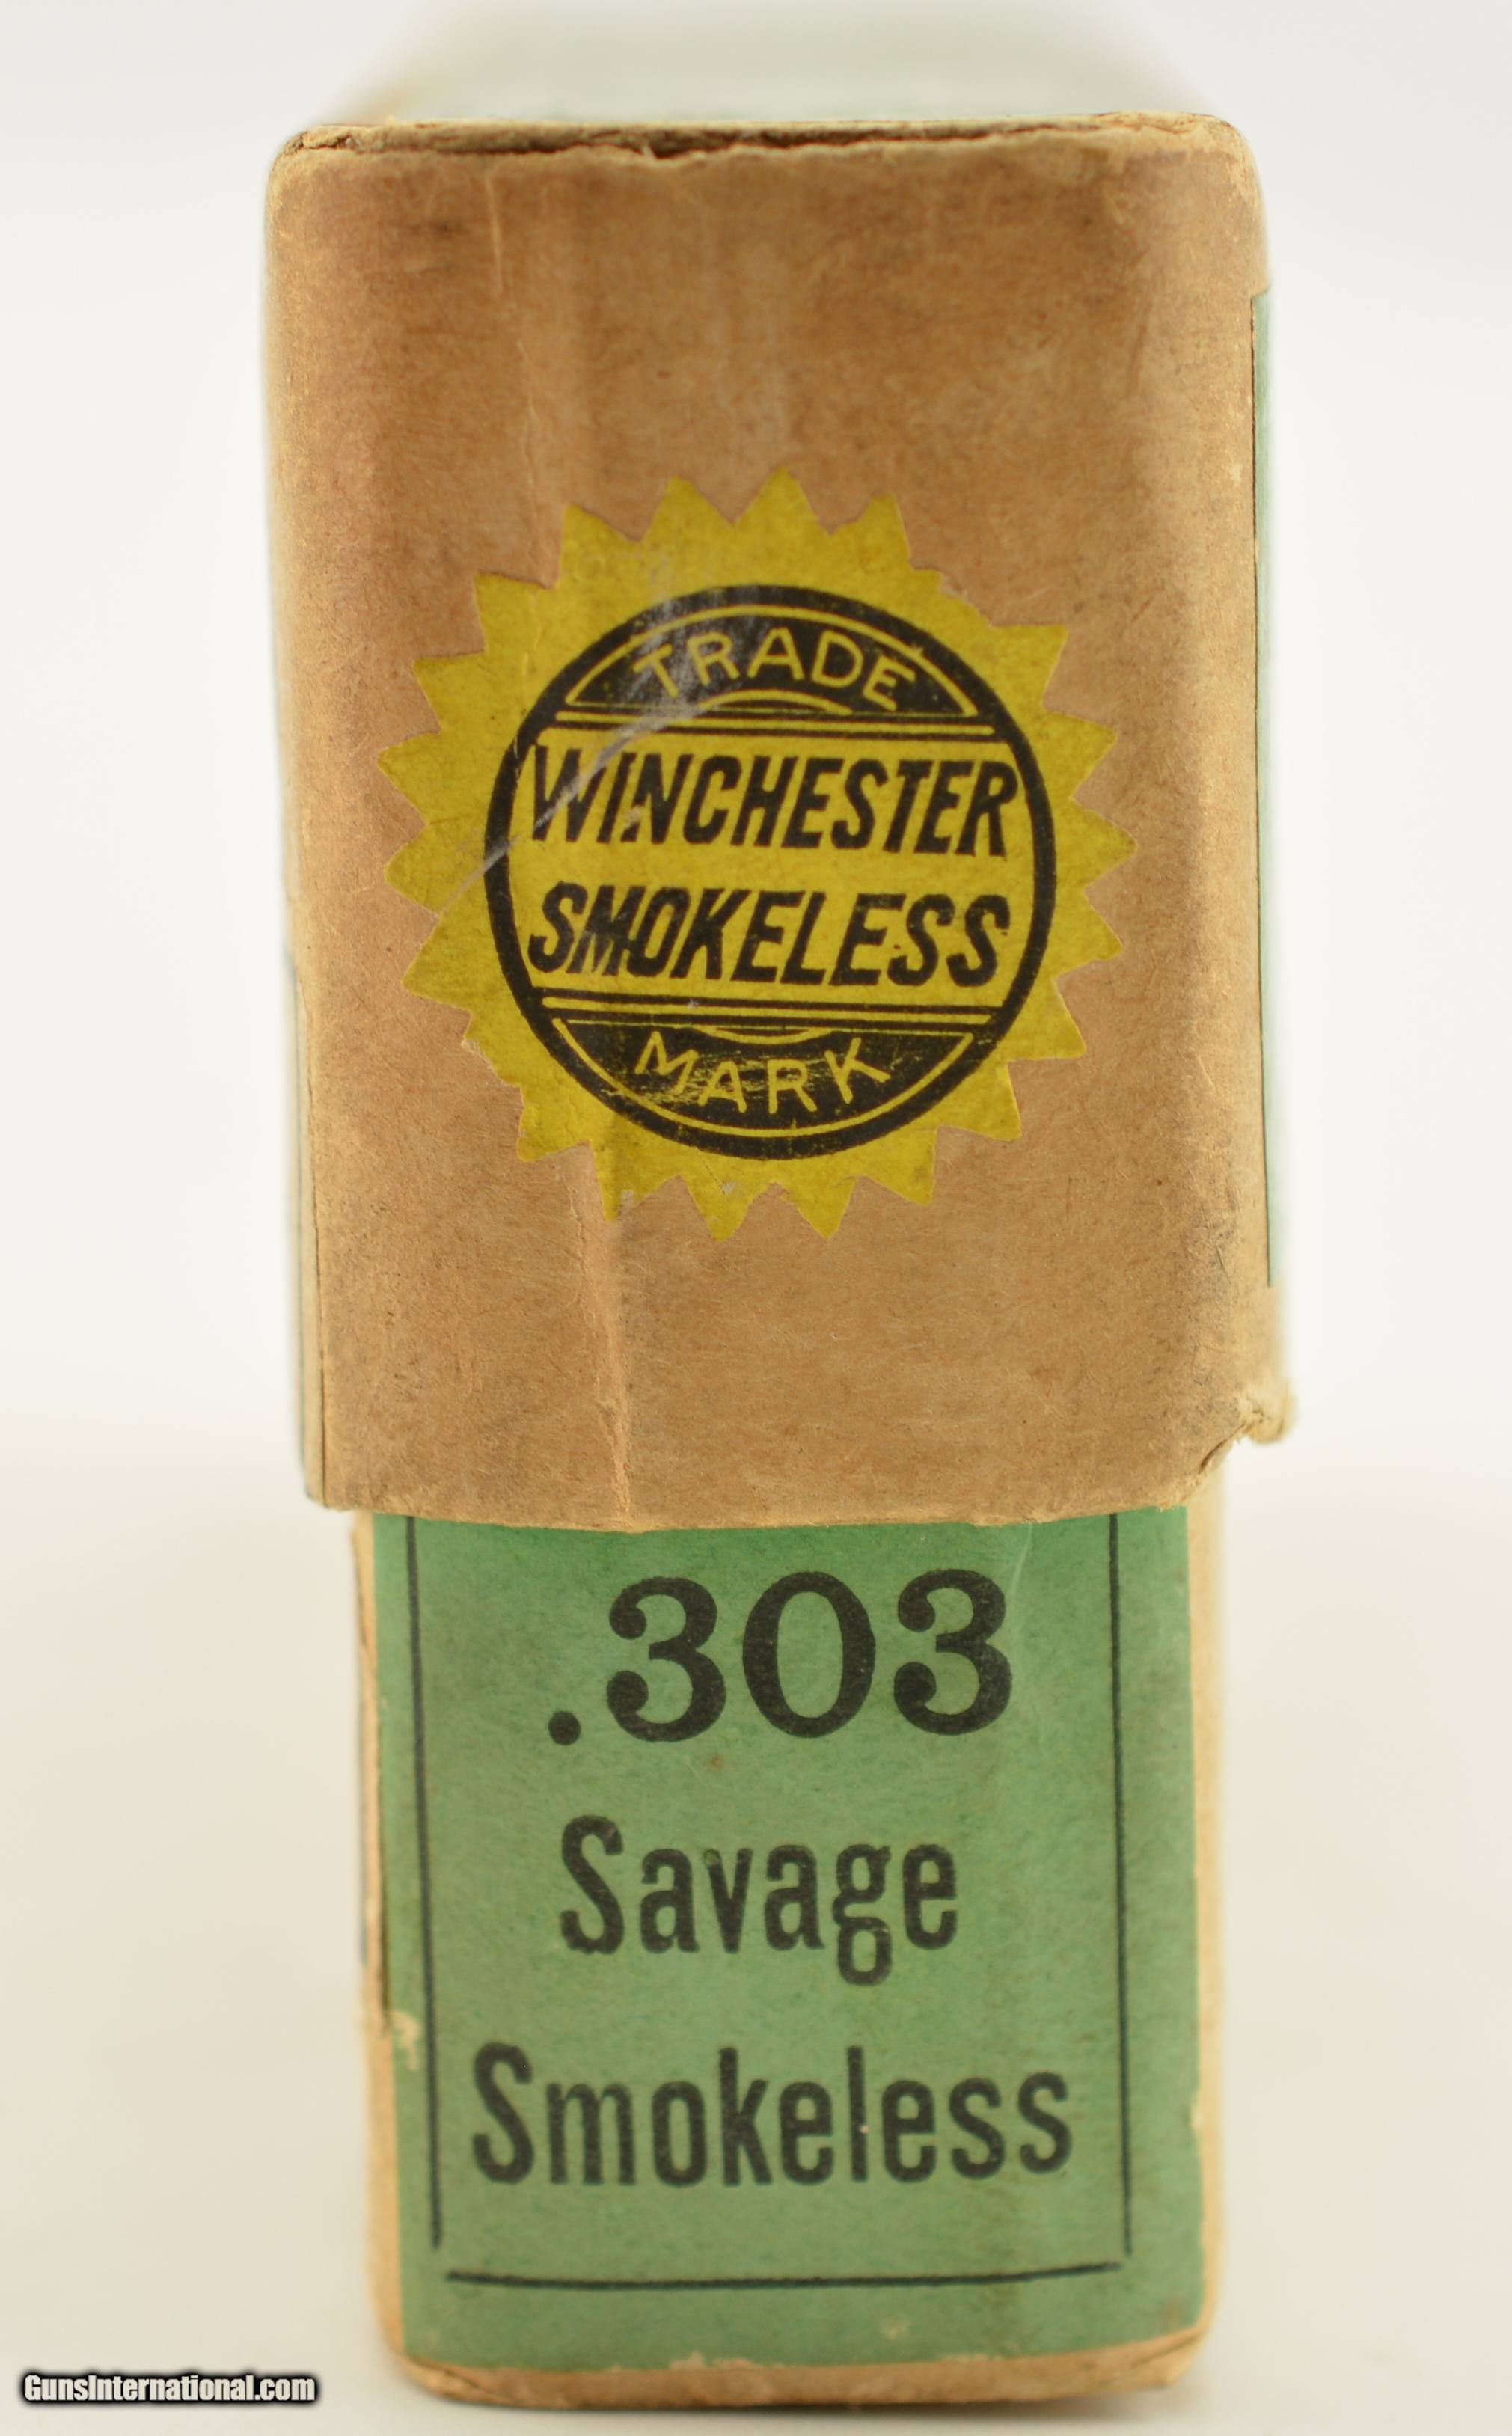 TRADE
WINCHESTER
SMOKELESS
MARK
.303
Savage
Smokeless
GunsInternational.com